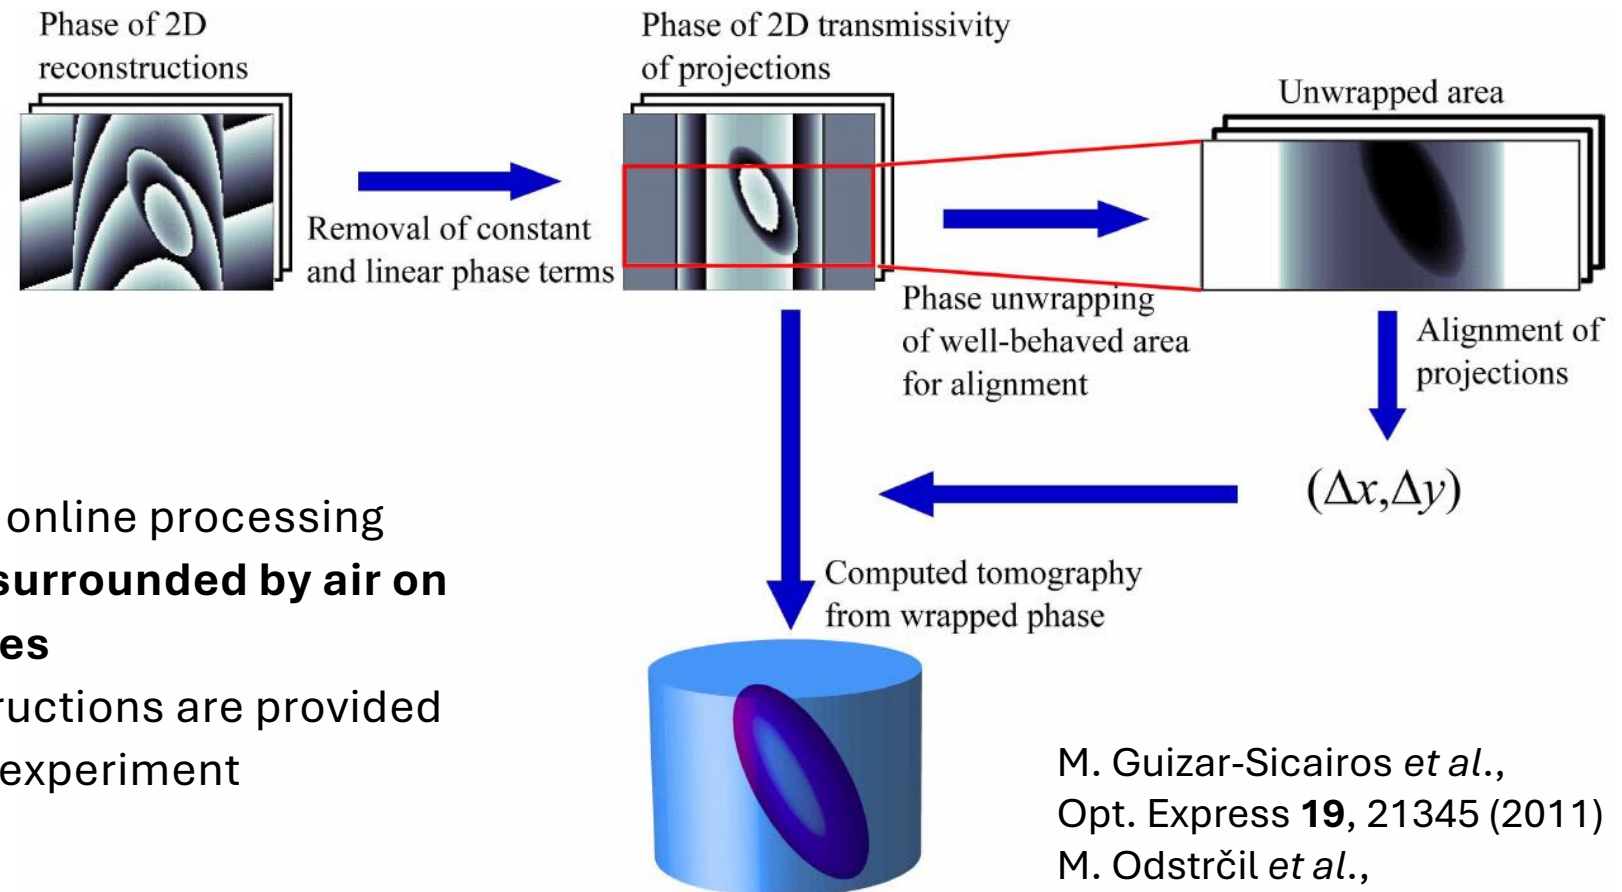 Phase of 2D
reconstructions
Phase of 2D transmissivity
of projections
Unwrapped area
Removal of constant
and linear phase terms
Phase unwrapping
of well-behaved area
for alignment
Alignment of
projections
(Δx,Δy)
online processing
surrounded by air on
es
ructions are provided
experiment
Computed tomography
from wrapped phase
M. Guizar-Sicairos et al.,
Opt. Express 19, 21345 (2011)
M. Odstrčil et al.,